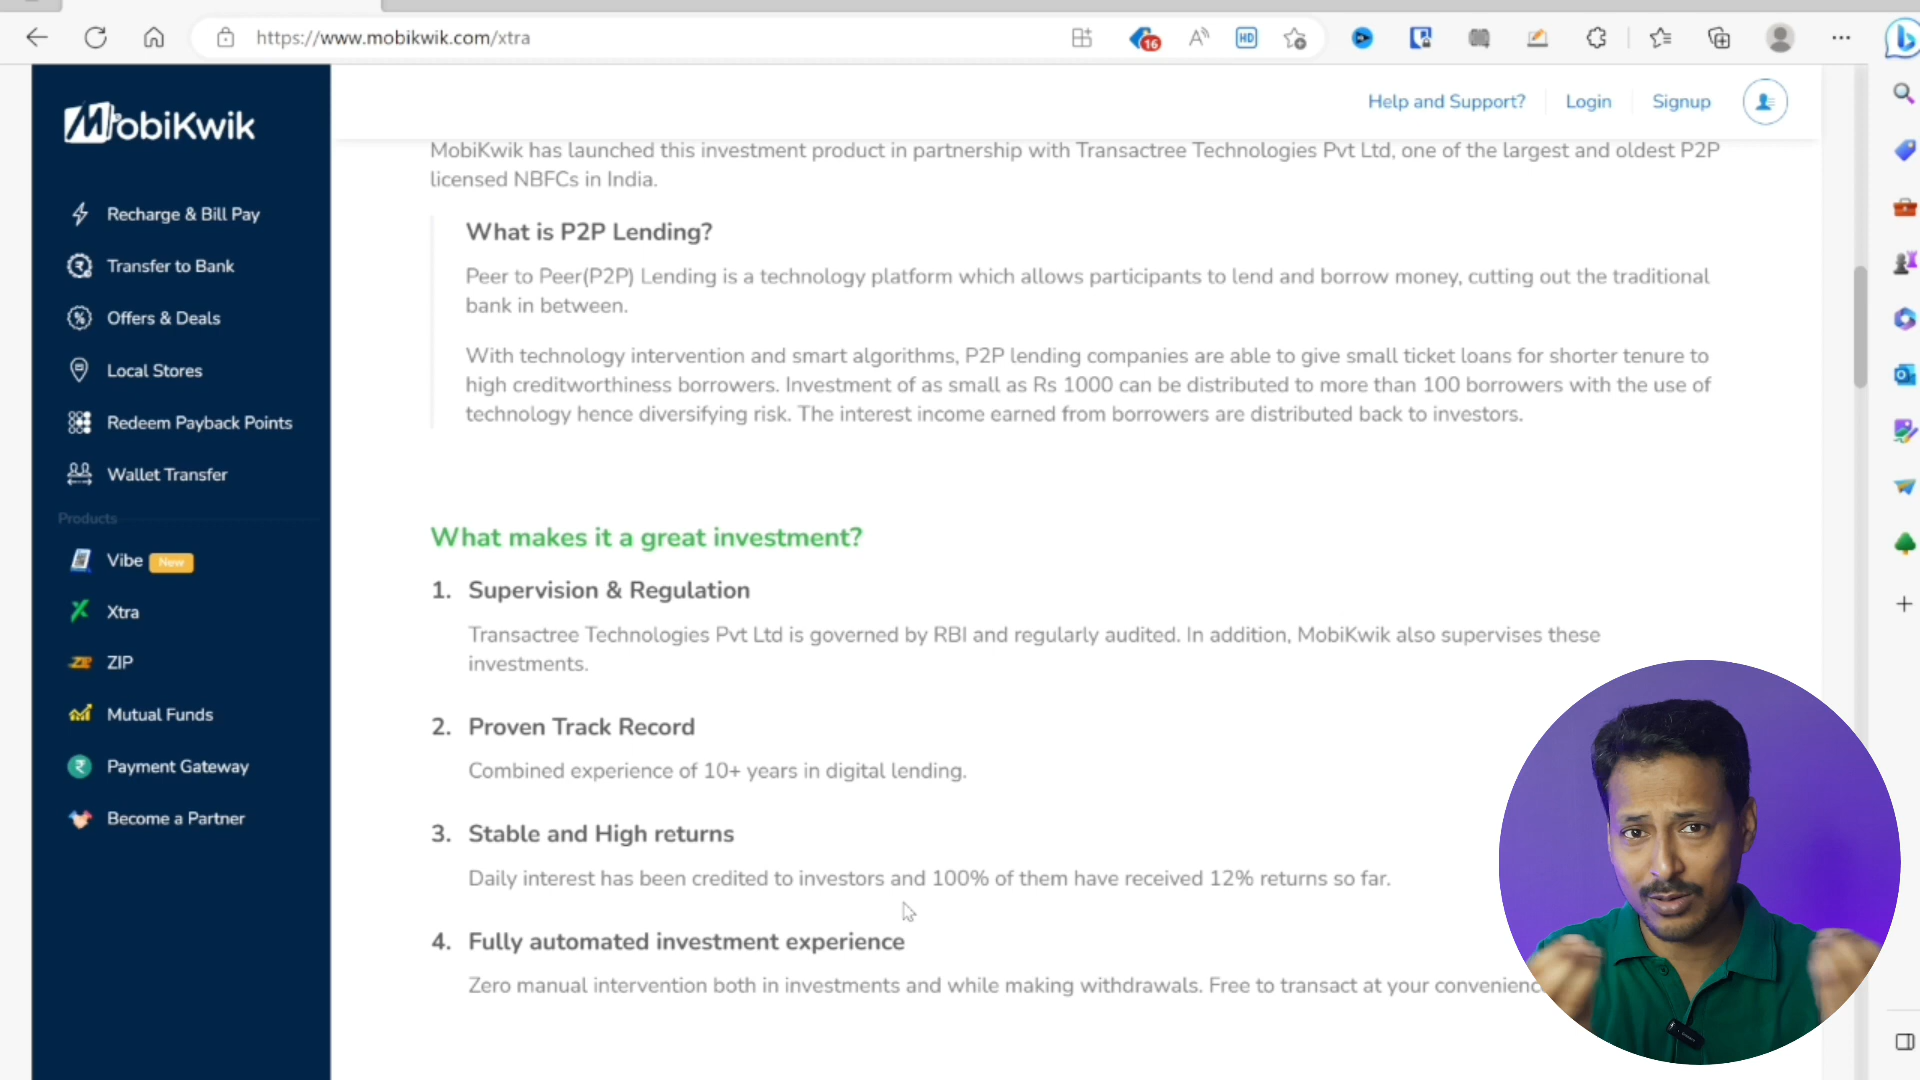 https://www.mobikwik.com/xtra
16
HD
MobiKwik
Help and Support?
Login
Signup
Recharge & Bill Pay
Transfer to Bank
Offers & Deals
Local Stores
Redeem Payback Points
Wallet Transfer
Products
Vibe New
Xtra
ZIP
Mutual Funds
Payment Gateway
Become a Partner
MobiKwik has launched this investment product in partnership with Transactree Technologies Pvt Ltd, one of the largest and oldest P2P
licensed NBFCs in India.
What is P2P Lending?
Peer to Peer(P2P) Lending is a technology platform which allows participants to lend and borrow money, cutting out the traditional
bank in between.
With technology intervention and smart algorithms, P2P lending companies are able to give small ticket loans for shorter tenure to
high creditworthiness borrowers. Investment of as small as Rs 1000 can be distributed to more than 100 borrowers with the use of
technology hence diversifying risk. The interest income earned from borrowers are distributed back to investors.
What makes it a great investment?
1. Supervision & Regulation
Transactree Technologies Pvt Ltd is governed by RBI and regularly audited. In addition, MobiKwik also supervises these
investments.
2. Proven Track Record
Combined experience of 10+ years in digital lending.
3. Stable and High returns
Daily interest has been credited to investors and 100% of them have received 12% returns so far.
4. Fully automated investment experience
Zero manual intervention both in investments and while making withdrawals. Free to transact at your convenienc